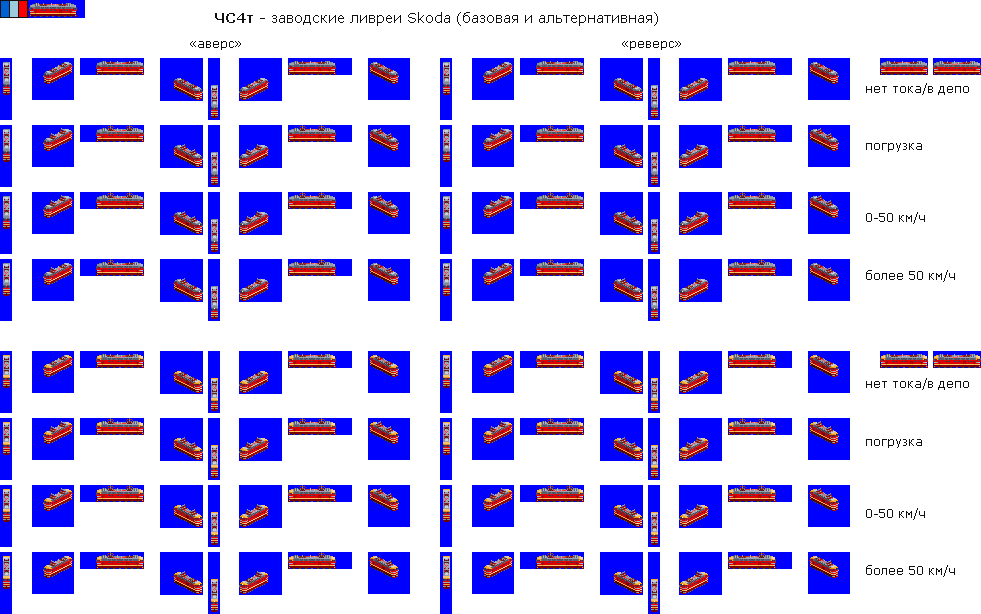 ЧС4т - заводские ливреи Skoda (базовая и альтернативная)
«аверс» «реверс»
нет тока/в депо
погрузка
0-50 км/ч
более 50 км/ч
нет тока/в депо
погрузка
0-50 км/ч
более 50 км/ч